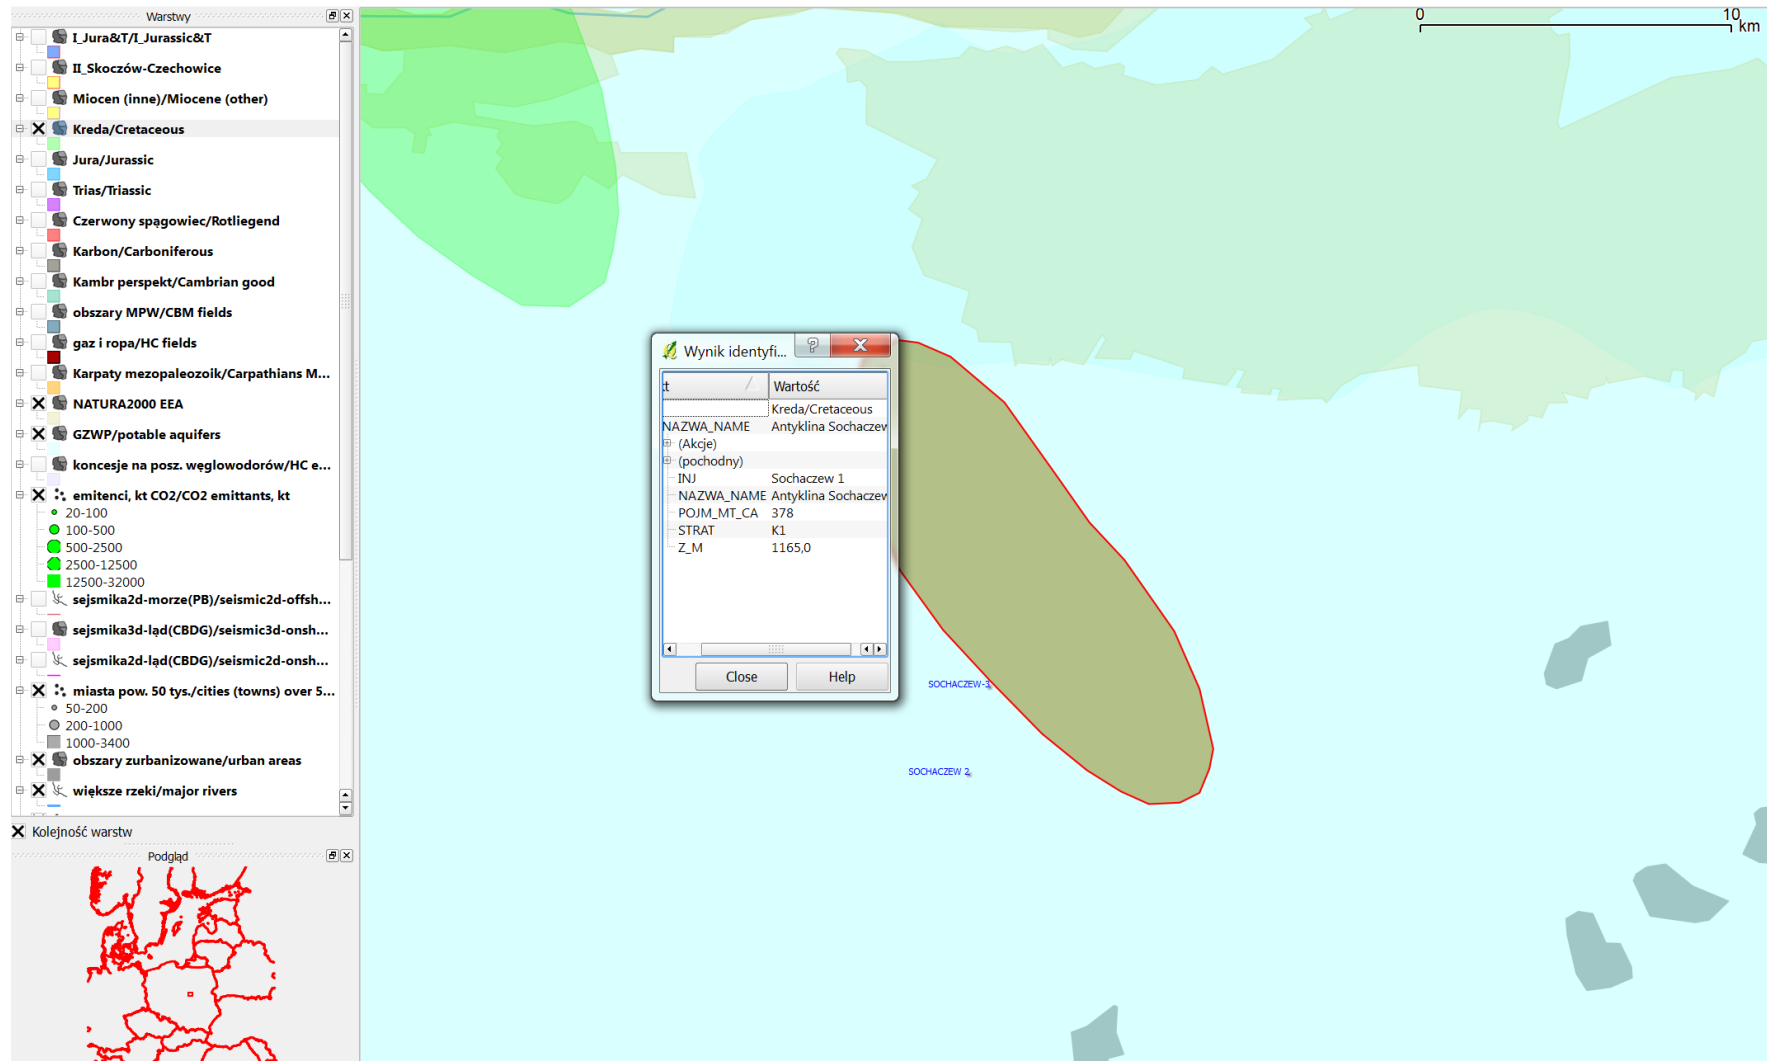 Warstwy
I_Jura&T/I_Jurassic&T
II_Skoczów-Czechowice
Miocen (inne)/Miocene (other)
Kreda/Cretaceous
Jura/Jurassic
Trias/Triassic
Czerwony spągowiec/Rotliegend
Karbon/Carboniferous
Kambr perspekt/Cambrian good
obszary MPW/CBM fields
gaz i ropa/HC fields
Karpaty mezopaleozoik/Carpathians M...
NATURA2000 EEA
GZWP/potable aquifers
koncesje na posz. węglowodorów/HC e...
emitenci, kt CO2/CO2 emittants, kt
20-100
100-500
500-2500
2500-12500
12500-32000
sejsmika2d-morze(PB)/seismic2d-offsh...
sejsmika3d-ląd(CBDG)/seismic3d-onsh...
sejsmika2d-ląd(CBDG)/seismic2d-onsh...
miasta pow. 50 tys./cities (towns) over 5...
50-200
200-1000
1000-3400
obszary zurbanizowane/urban areas
większe rzeki/major rivers
Kolejność warstw
Podgląd
0 10 km
Wynik identyfi...
:t Wartość
Kreda/Cretaceous
NAZWA_NAME Antyklina Sochaczew
(Akcje)
(pochodny)
INJ Sochaczew 1
NAZWA_NAME Antyklina Sochaczew
POJM_MT_CA 378
STRAT K1
Z_M 1165,0
Close Help
SOCHACZEW-3
SOCHACZEW 2